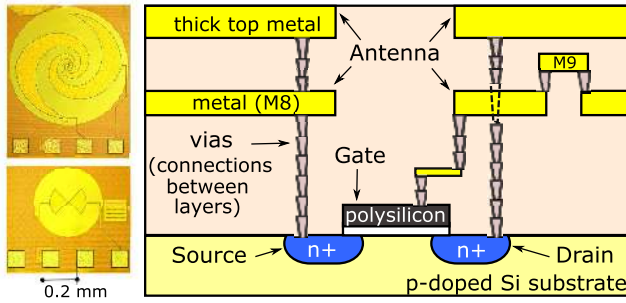 thick top metal
Antenna
M9
metal (M8)
vias
(connections
between
layers)
Gate
polysilicon
Source
n+
n+
Drain
p-doped Si substrate
0.2 mm